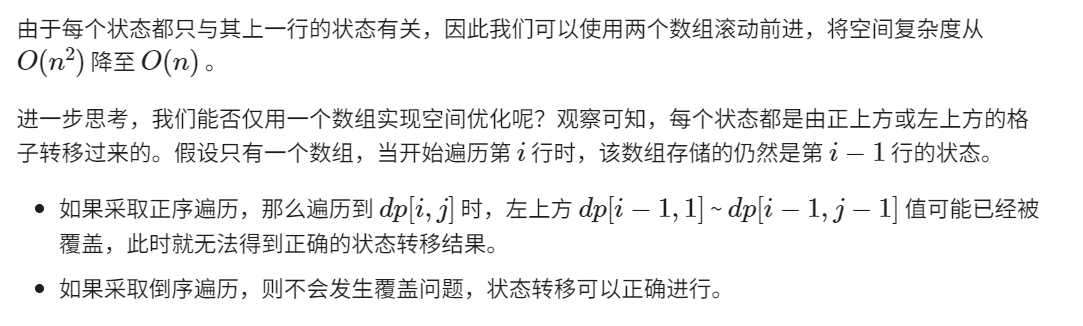 由于每个状态都只与其上一行的状态有关，因此我们可以使用两个数组滚动前进，将空间复杂度从
O(n²) 降至 O(n) 。
进一步思考，我们能否仅用一个数组实现空间优化呢？观察可知，每个状态都是由正上方或左上方的格
子转移过来的。假设只有一个数组，当开始遍历第 i 行时，该数组存储的仍然是第 i − 1 行的状态。
• 如果采取正序遍历，那么遍历到 dp[i, j] 时，左上方 dp[i − 1, 1] ~ dp[i − 1, j − 1] 值可能已经被
覆盖，此时就无法得到正确的状态转移结果。
• 如果采取倒序遍历，则不会发生覆盖问题，状态转移可以正确进行。